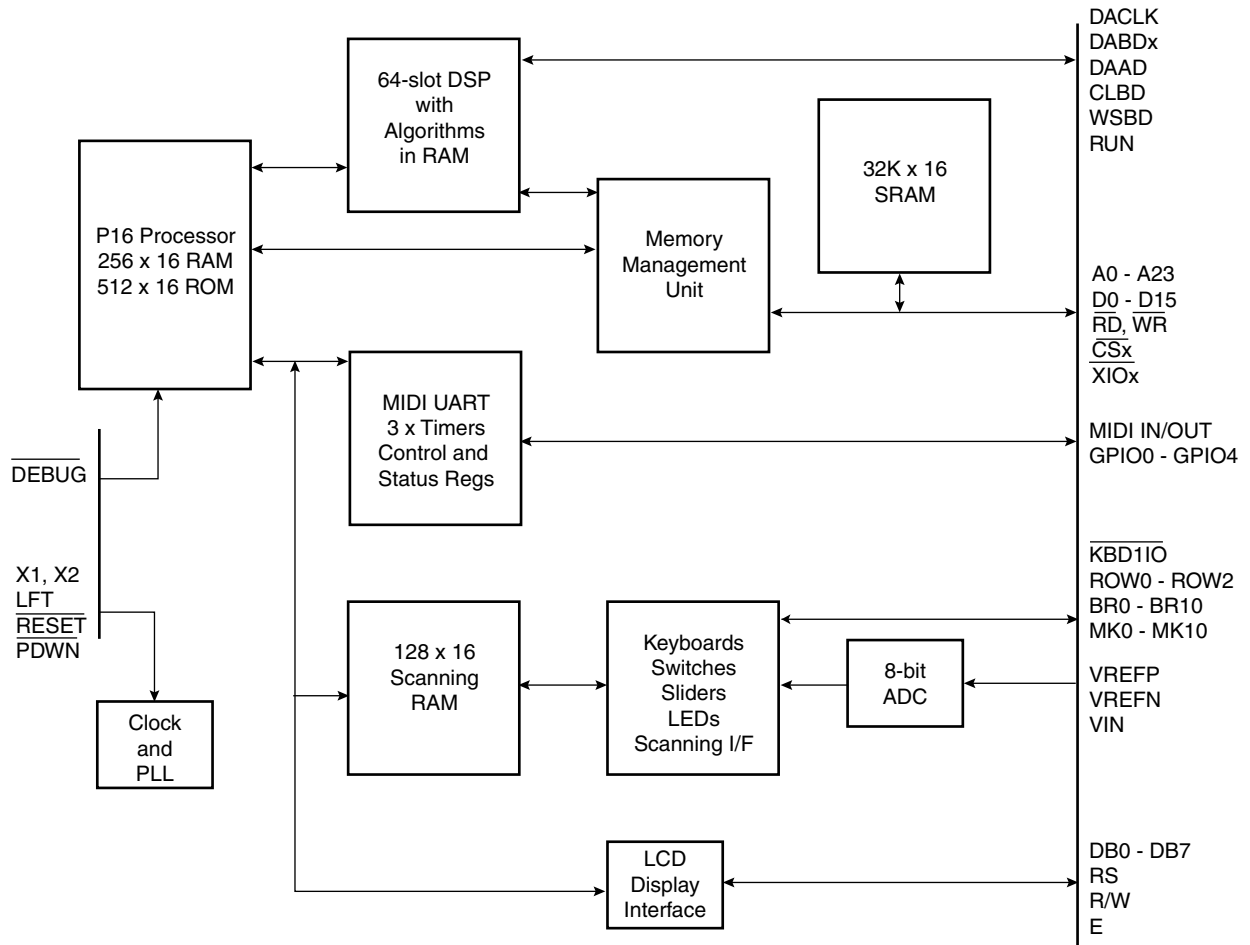 DACLK
DABDx
DAAD
CLBD
WSBD
RUN
64-slot DSP
with
Algorithms
in RAM
32K x 16
SRAM
P16 Processor
256 x 16 RAM
512 x 16 ROM
Memory
Management
Unit
A0 - A23
D0 - D15
RD, WR
CSx
XIOx
MIDI UART
3 x Timers
Control and
Status Regs
MIDI IN/OUT
GPIO0 - GPIO4
DEBUG
X1, X2
LFT
RESET
PDWN
Clock
and
PLL
128 x 16
Scanning
RAM
Keyboards
Switches
Sliders
LEDs
Scanning I/F
8-bit
ADC
KBD1IO
ROW0 - ROW2
BR0 - BR10
MK0 - MK10
VREFP
VREFN
VIN
LCD
Display
Interface
DB0 - DB7
RS
R/W
E